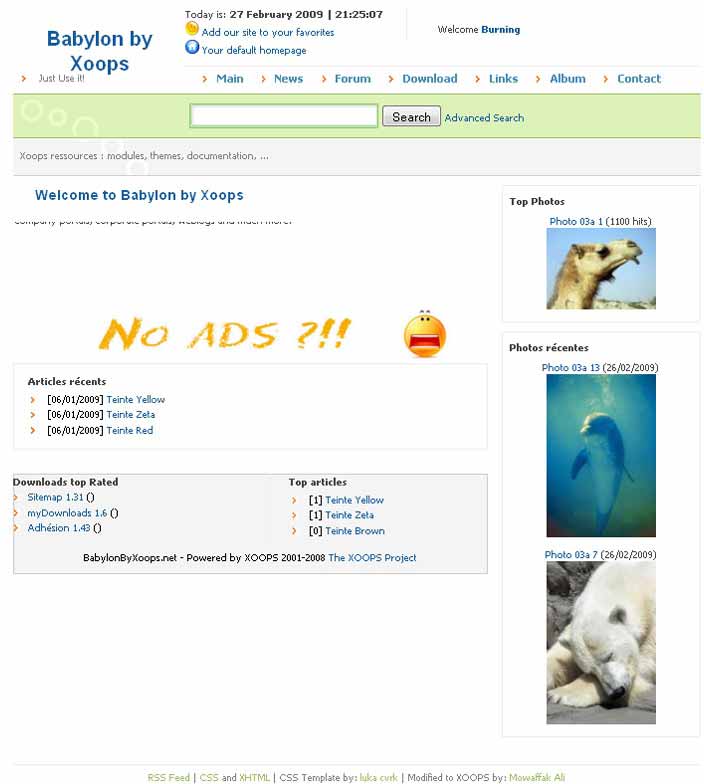 Today is: 27 February 2009 | 21:25:07
Add our site to your favorites
Your default homepage
Welcome Burning
Babylon by
Xoops
Just Use it!
Main
News
Forum
Download
Links
Album
Contact
Search
Advanced Search
Xoops ressources : modules, themes, documentation, ...
Welcome to Babylon by Xoops
company portals, corporate portals, weblogs and much more.
NO ADS ?!!
Articles récents
[06/01/2009] Teinte Yellow
[06/01/2009] Teinte Zeta
[06/01/2009] Teinte Red
Downloads top Rated
Sitemap 1.31 ()
myDownloads 1.6 ()
Adhésion 1.43 ()
Top articles
[1] Teinte Yellow
[1] Teinte Zeta
[0] Teinte Brown
BabylonByXoops.net - Powered by XOOPS 2001-2008 The XOOPS Project
Top Photos
Photo 03a 1 (1100 hits)
Photos récentes
Photo 03a 13 (26/02/2009)
Photo 03a 7 (26/02/2009)
RSS Feed | CSS and XHTML | CSS Template by: luka cvrk | Modified to XOOPS by: Mowaffak Ali